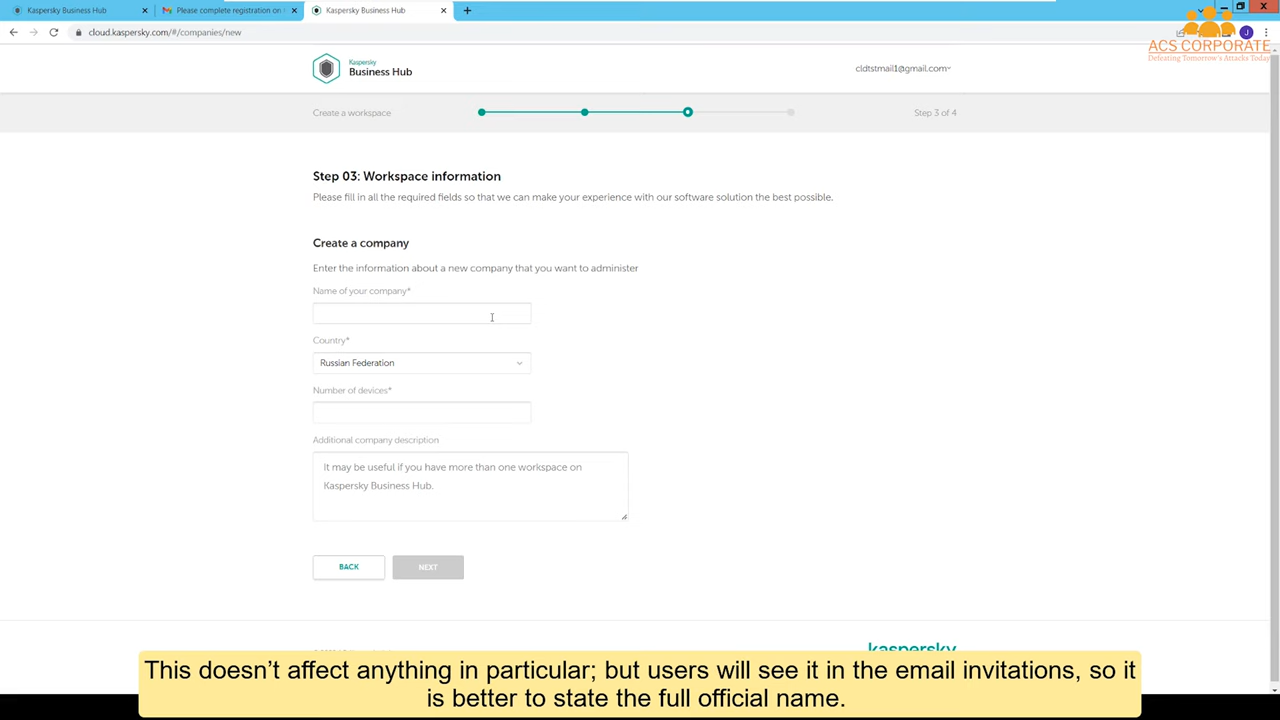 Kaspersky Business Hub
Please complete registration on
Kaspersky Business Hub
cloud.kaspersky.com/#/companies/new
J
ACS CORPORATE
Defeating Tomorrow's Attacks Today
Kaspersky
Business Hub
cldtstmail1@gmail.com
Create a workspace
Step 3 of 4
Step 03: Workspace information
Please fill in all the required fields so that we can make your experience with our software solution the best possible.
Create a company
Enter the information about a new company that you want to administer
Name of your company*
Country*
Russian Federation
Number of devices*
Additional company description
It may be useful if you have more than one workspace on
Kaspersky Business Hub.
BACK
NEXT
kaspersky
This doesn't affect anything in particular; but users will see it in the email invitations, so it
is better to state the full official name.